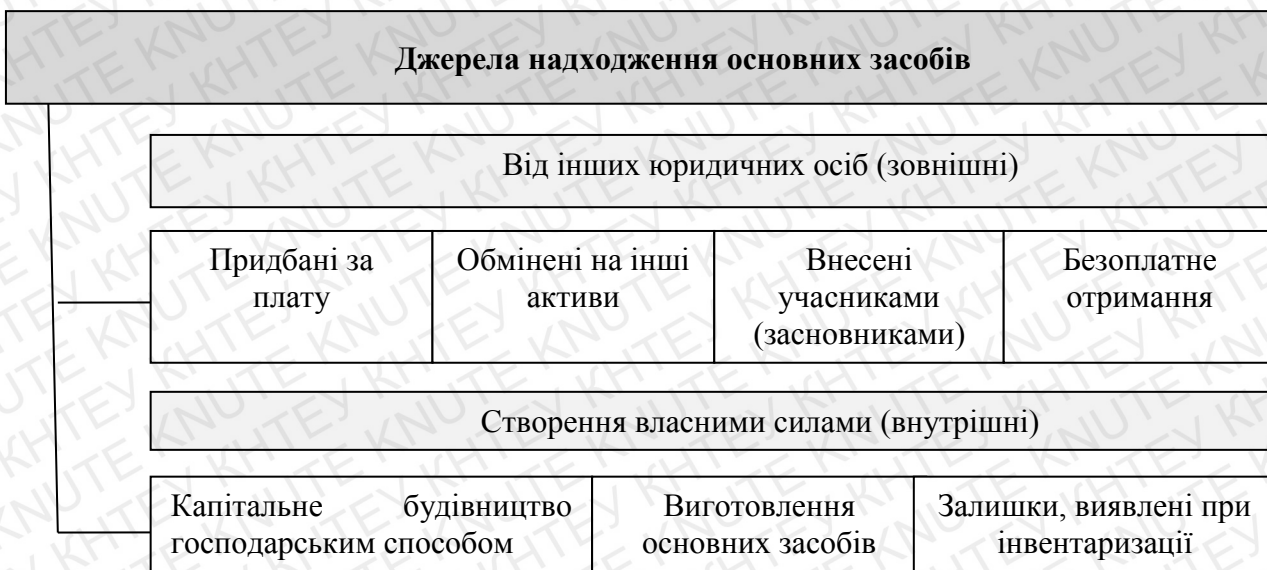 Джерела надходження основних засобів
Від інших юридичних осіб (зовнішні)
Придбані за
плату
Обмінені на інші
активи
Внесені
учасниками
(засновниками)
Безоплатне
отримання
Створення власними силами (внутрішні)
Капітальне будівництво
господарським способом
Виготовлення
основних засобів
Залишки, виявлені при
інвентаризації